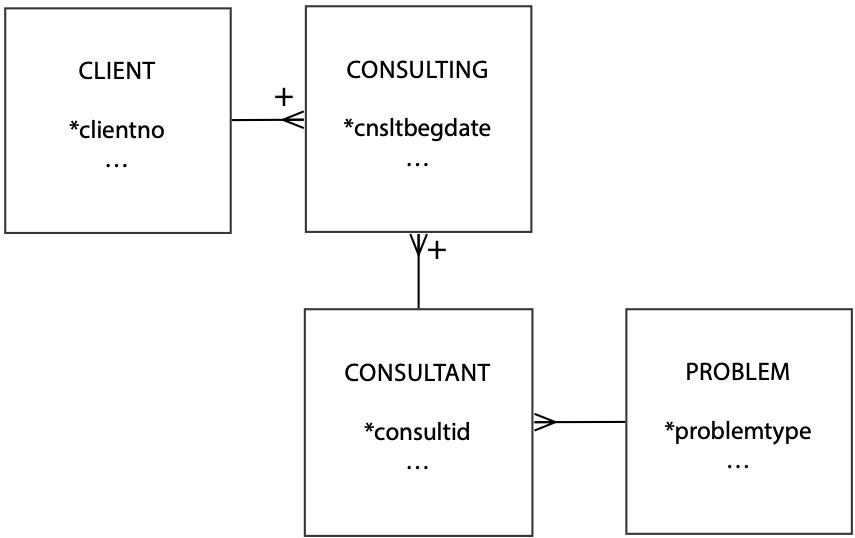 CLIENT
*clientno
...
+
CONSULTING
*cnsltbegdate
...
+
CONSULTANT
*consultid
...
PROBLEM
*problemtype
...